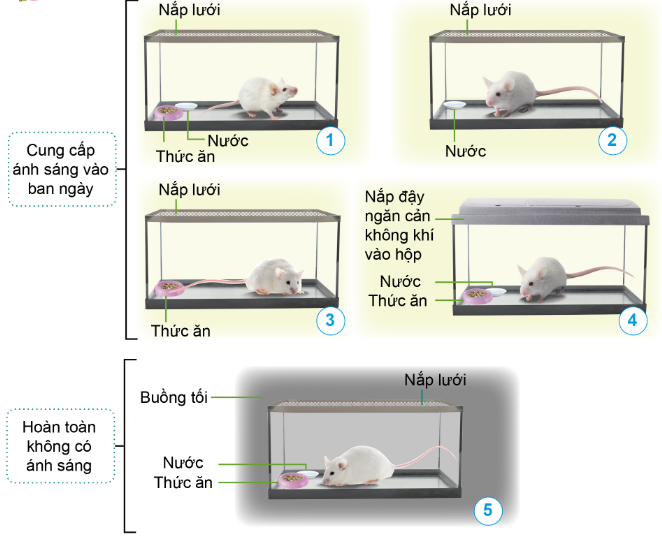 Nắp lưới
Nước
Thức ăn
1
Nắp lưới
Nước
2
Cung cấp
ánh sáng vào
ban ngày
Nắp lưới
Thức ăn
3
Nắp đậy
ngăn cản
không khí
vào hộp
Nước
Thức ăn
4
Hoàn toàn
không có
ánh sáng
Buồng tối
Nắp lưới
Nước
Thức ăn
5